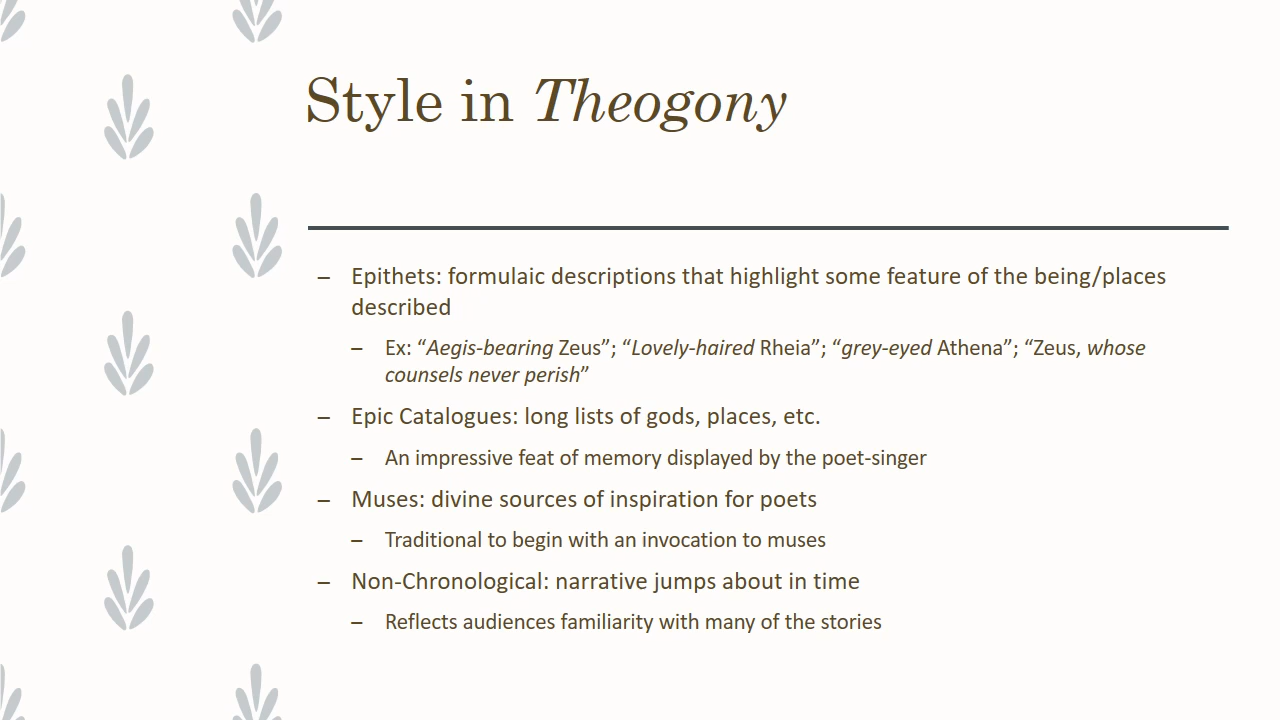 Style in Theogony
– Epithets: formulaic descriptions that highlight some feature of the being/places
described
– Ex: “Aegis-bearing Zeus”; “Lovely-haired Rheia”; “grey-eyed Athena”; “Zeus, whose
counsels never perish”
– Epic Catalogues: long lists of gods, places, etc.
– An impressive feat of memory displayed by the poet-singer
– Muses: divine sources of inspiration for poets
– Traditional to begin with an invocation to muses
– Non-Chronological: narrative jumps about in time
– Reflects audiences familiarity with many of the stories